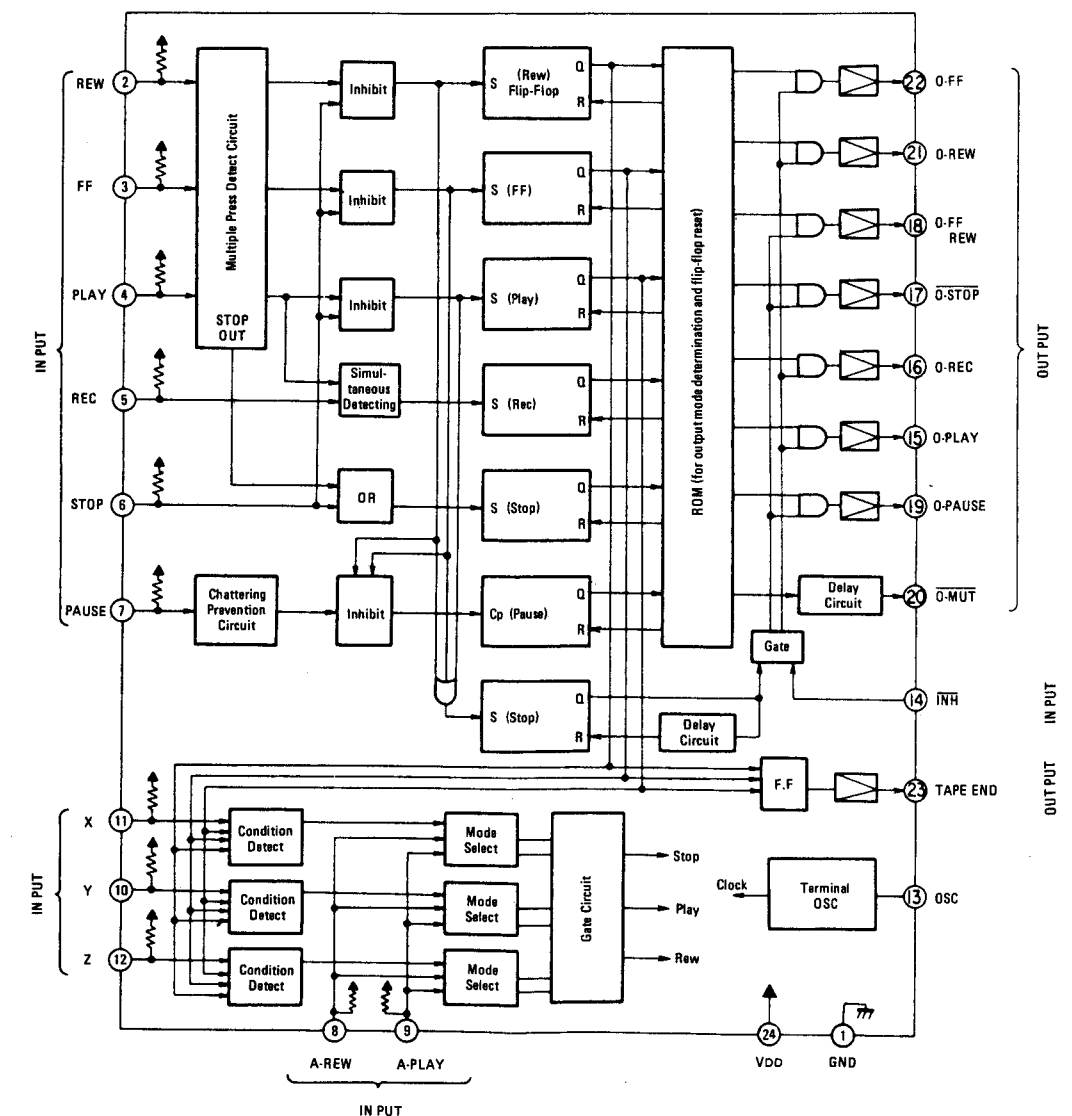 REW
2
FF
3
PLAY
4
REC
5
STOP
6
PAUSE
7
IN PUT
Multiple Press Detect Circuit
STOP
OUT
Inhibit
Inhibit
Inhibit
Simul-
taneous
Detecting
OR
Chattering
Prevention
Circuit
Inhibit
S (Rew) Q
Flip-Flop
R
S (FF) Q
R
S (Play) Q
R
S (Rec) Q
R
S (Stop) Q
R
Cp (Pause) Q
R
S (Stop) Q
R
Delay
Circuit
ROM (for output mode determination and flip-flop reset)
22 O-FF
21 O-REW
18 O-FF
REW
17 O-STOP
16 O-REC
15 O-PLAY
19 O-PAUSE
Delay
Circuit
20 O-MUT
OUT PUT
Gate
14 INH
IN PUT
F.F
23 TAPE END
OUT PUT
X
11
Y
10
Z
12
IN PUT
Condition
Detect
Condition
Detect
Condition
Detect
Mode
Select
Mode
Select
Mode
Select
Gate Circuit
Stop
Play
Rew
Clock
Terminal
OSC
13 OSC
8
A-REW
9
A-PLAY
IN PUT
24
VDD
1
GND